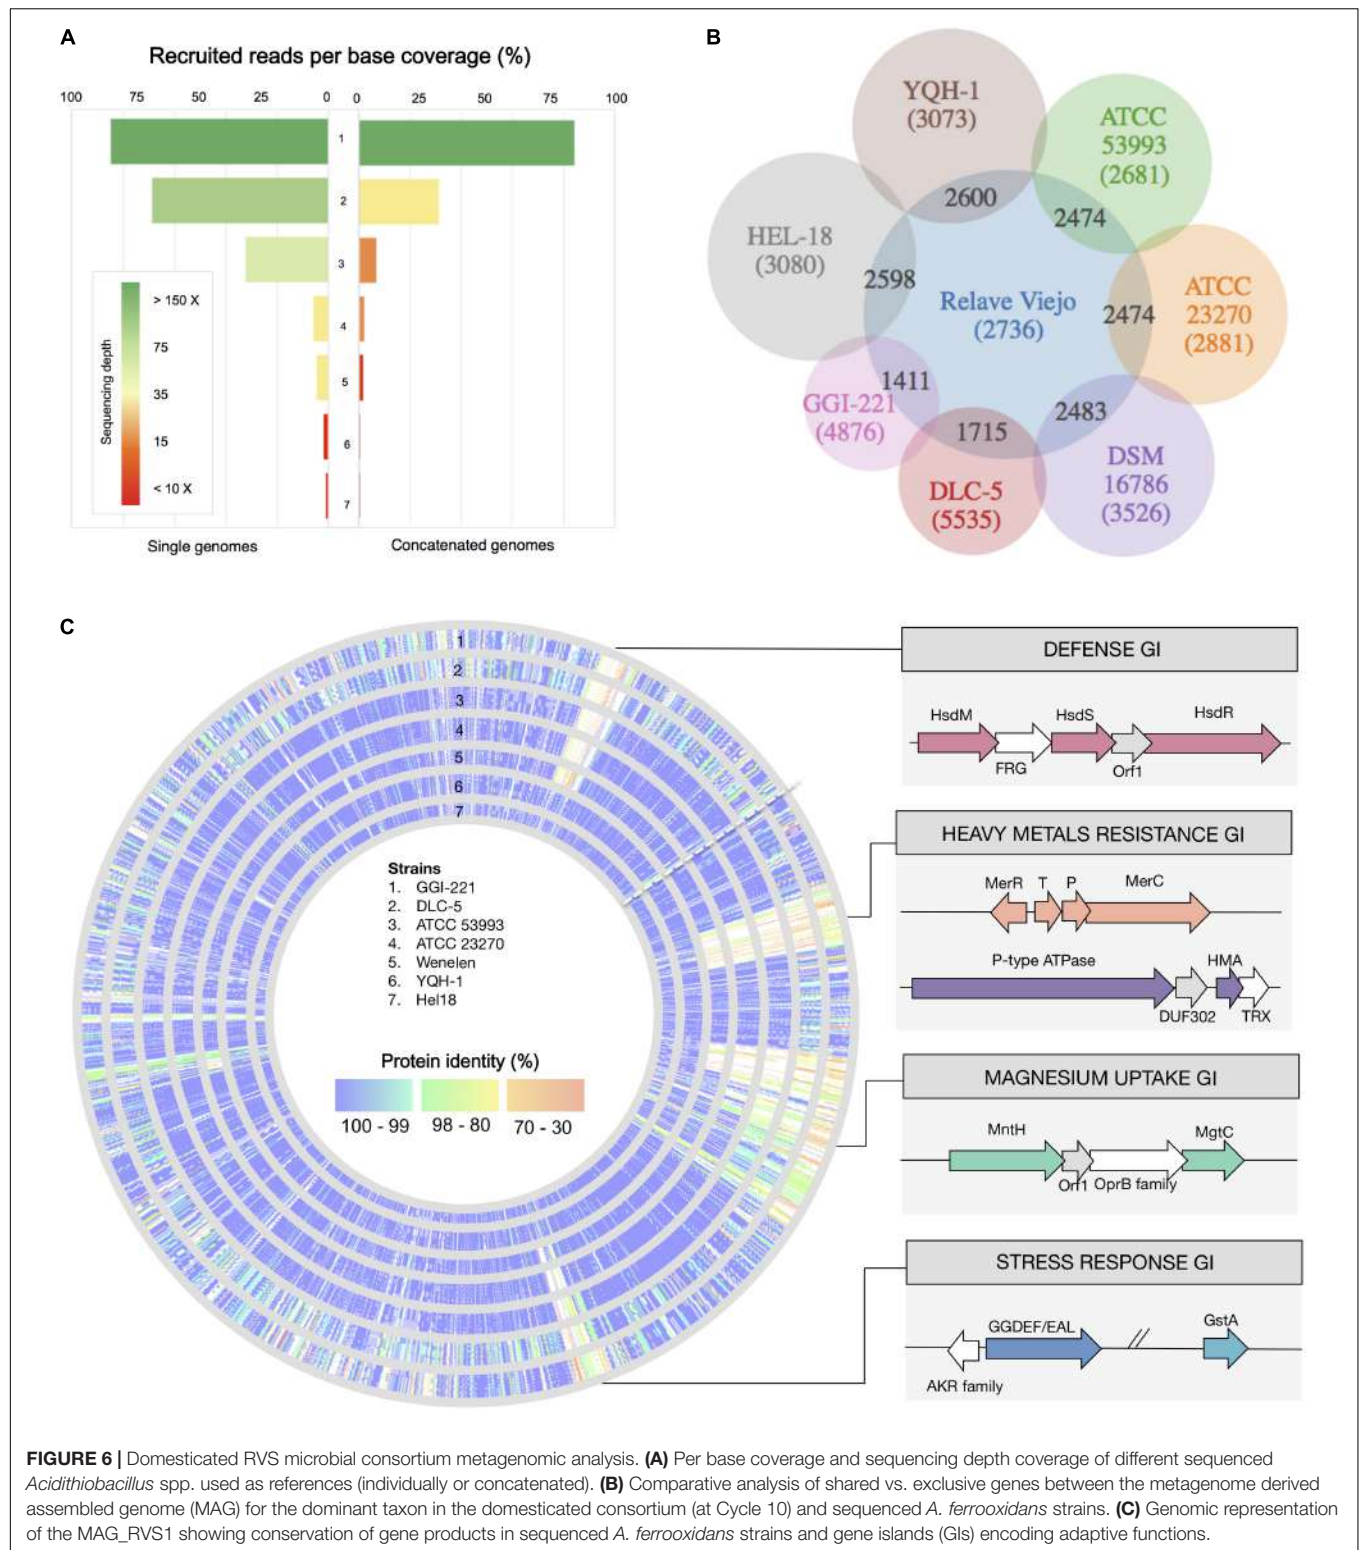 A
Recruited reads per base coverage (%)
100 75 50 25 0 0 25 50 75 100
1
2
3
4
5
6
7
Sequencing depth
> 150 X
75
35
15
< 10 X
Single genomes
Concatenated genomes
B
YQH-1
(3073)
ATCC
53993
(2681)
2600
2474
HEL-18
(3080)
2598
Relave Viejo
(2736)
2474
ATCC
23270
(2881)
1411
GGI-221
(4876)
1715
2483
DLC-5
(5535)
DSM
16786
(3526)
C
1
2
3
4
5
6
7
Strains
1. GGI-221
2. DLC-5
3. ATCC 53993
4. ATCC 23270
5. Wenelen
6. YQH-1
7. Hel18
Protein identity (%)
100 - 99 98 - 80 70 - 30
DEFENSE GI
HsdM HsdS HsdR
FRG Orf1
HEAVY METALS RESISTANCE GI
MerR T P MerC
P-type ATPase HMA
DUF302 TRX
MAGNESIUM UPTAKE GI
MntH MgtC
Orf1 OprB family
STRESS RESPONSE GI
GGDEF/EAL GstA
AKR family
FIGURE 6 | Domesticated RVS microbial consortium metagenomic analysis. (A) Per base coverage and sequencing depth coverage of different sequenced
Acidithiobacillus spp. used as references (individually or concatenated). (B) Comparative analysis of shared vs. exclusive genes between the metagenome derived
assembled genome (MAG) for the dominant taxon in the domesticated consortium (at Cycle 10) and sequenced A. ferrooxidans strains. (C) Genomic representation
of the MAG_RVS1 showing conservation of gene products in sequenced A. ferrooxidans strains and gene islands (GIs) encoding adaptive functions.